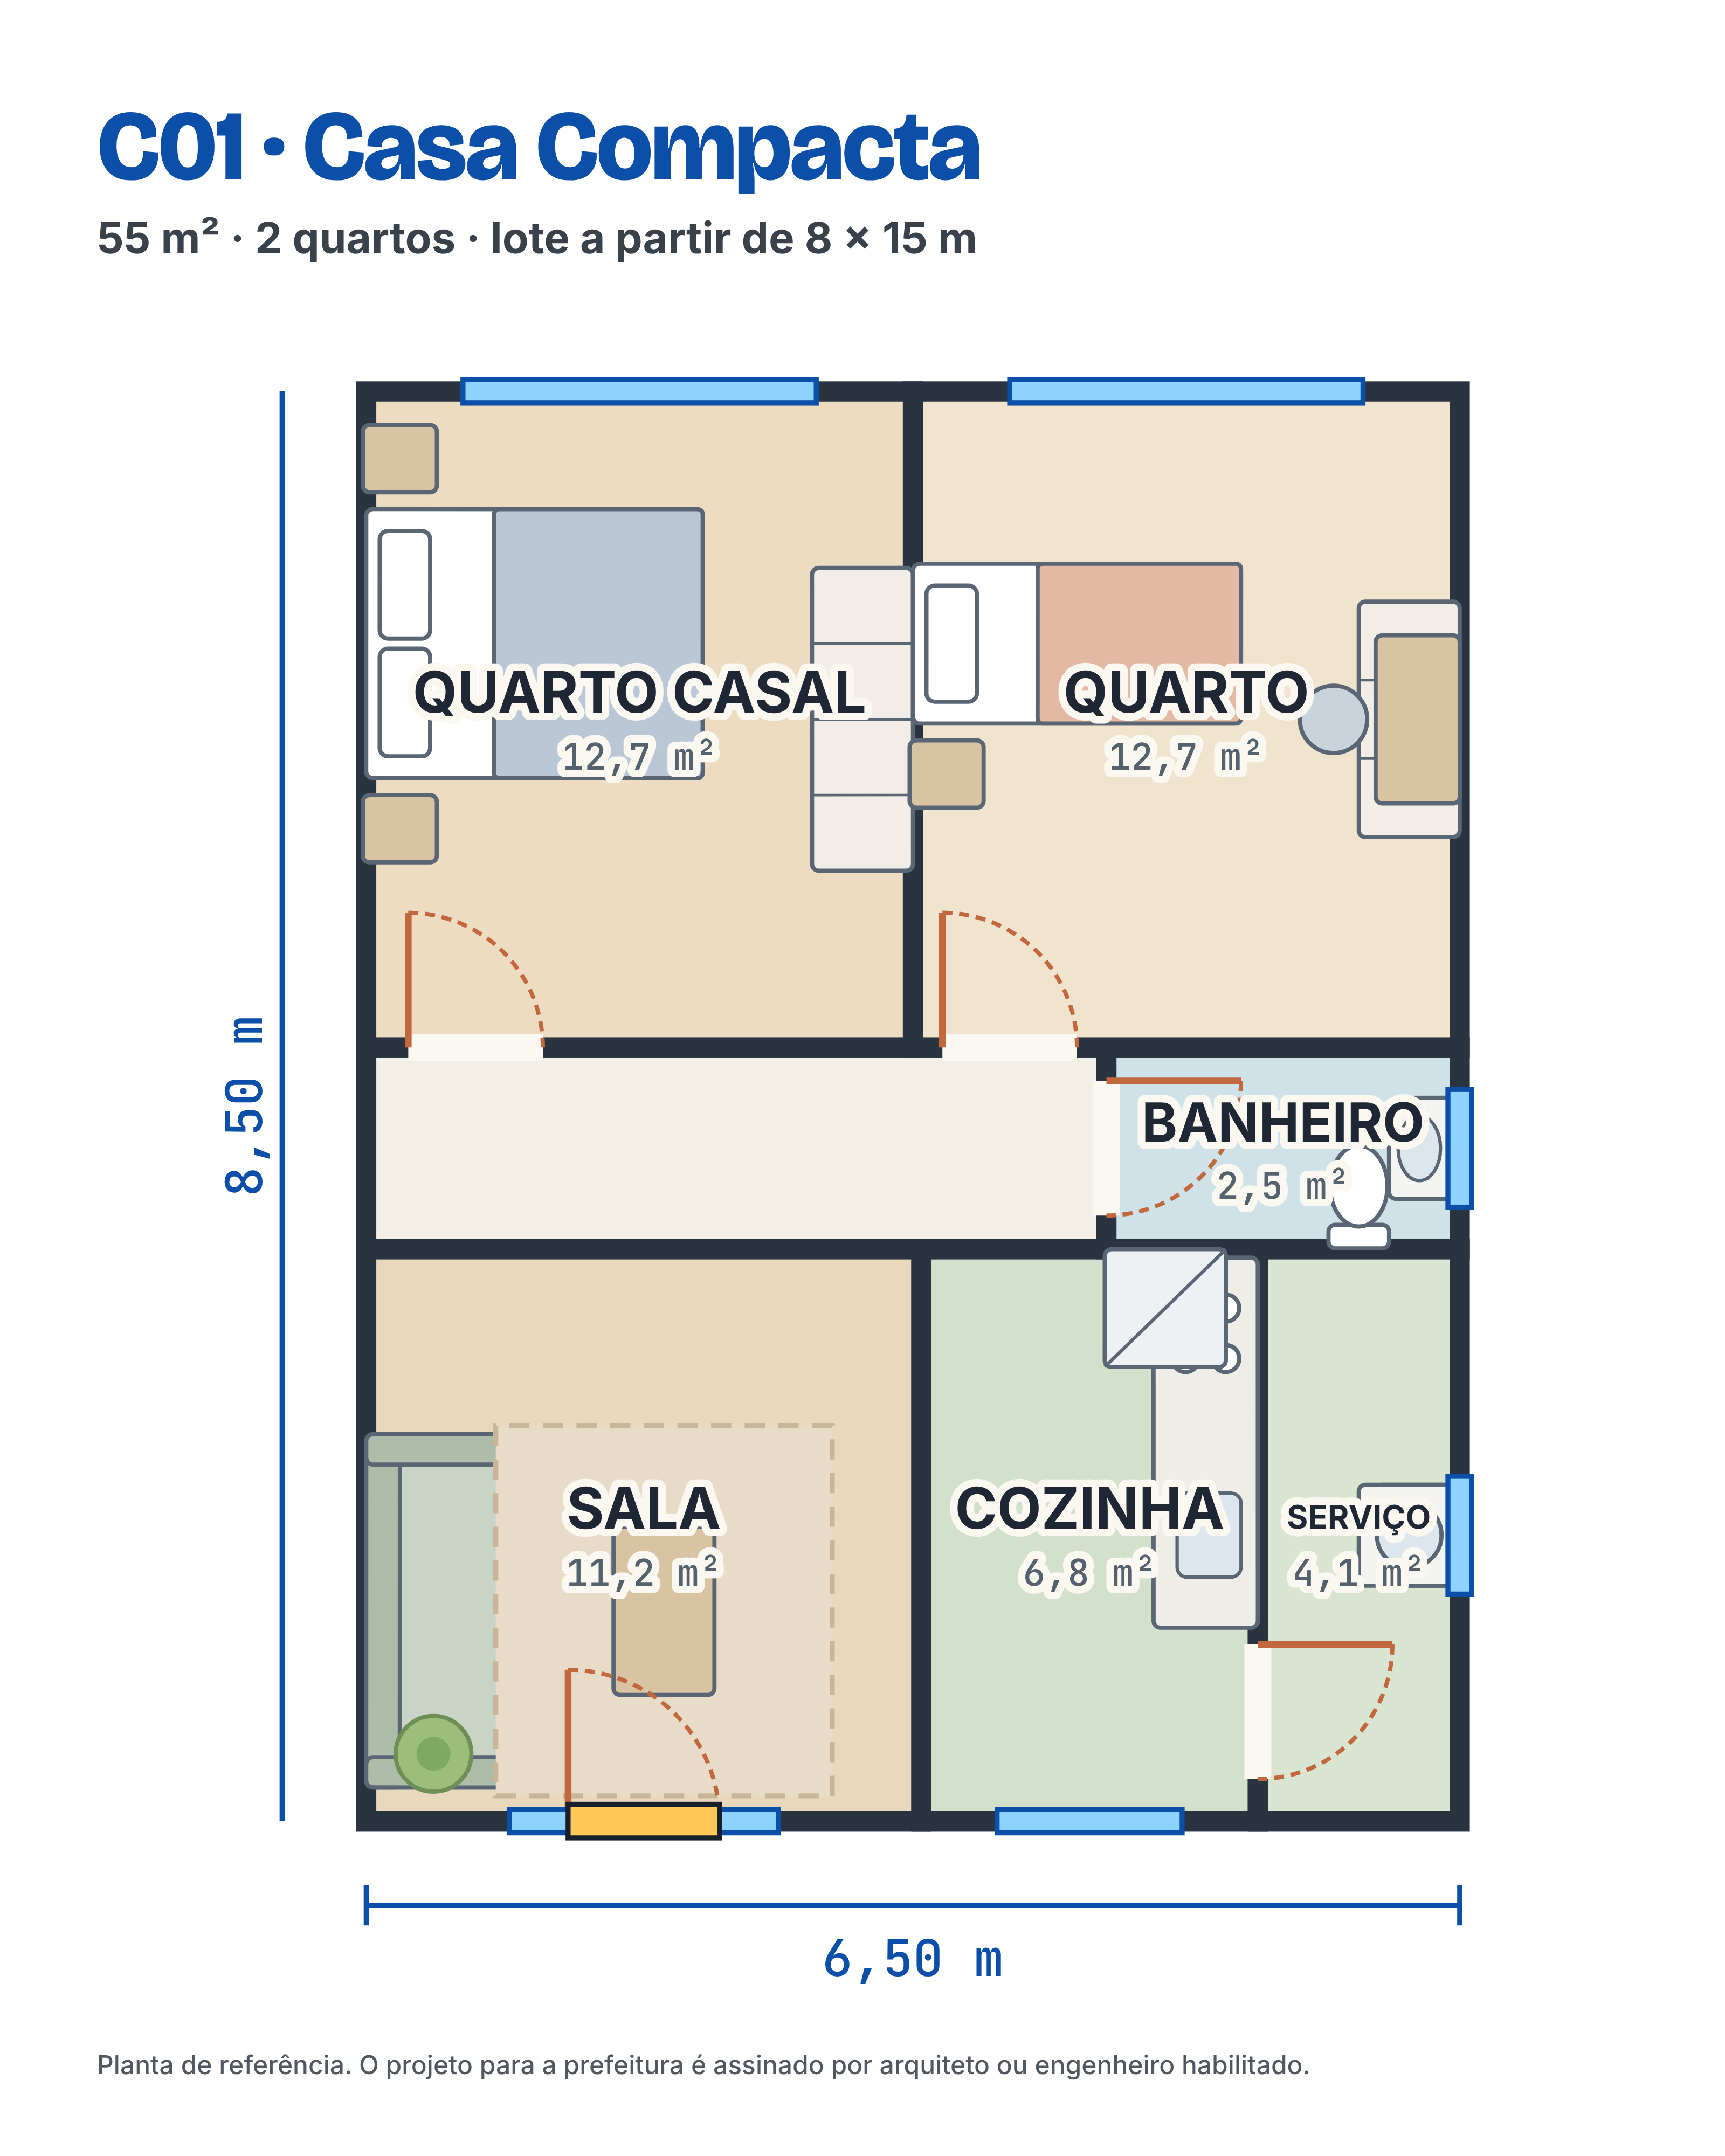 C01 · Casa Compacta
55 m² · 2 quartos · lote a partir de 8 × 15 m
QUARTO CASAL
12,7 m²
QUARTO
12,7 m²
8,50 m
BANHEIRO
2,5 m²
SALA
11,2 m²
COZINHA
6,8 m²
SERVIÇO
4,1 m²
6,50 m
Planta de referência. O projeto para a prefeitura é assinado por arquiteto ou engenheiro habilitado.